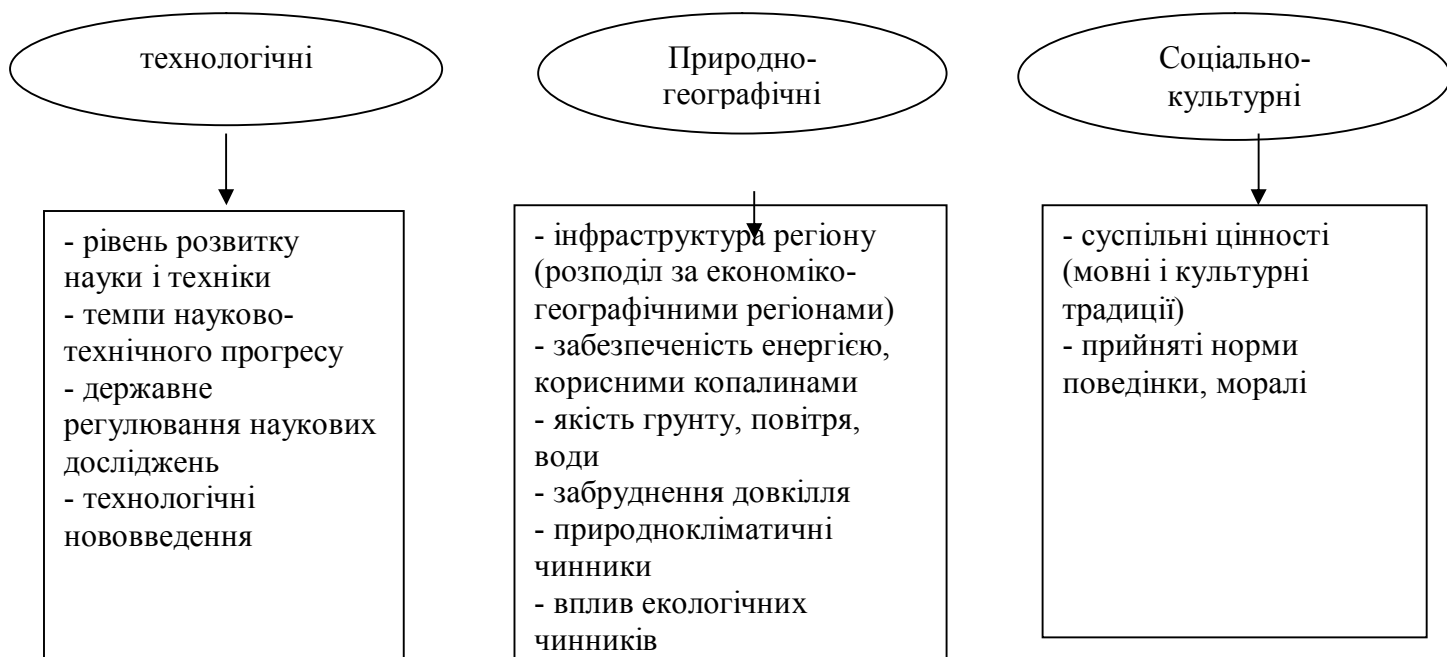 технологічні
Природно-
географічні
Соціально-
культурні
- рівень розвитку
науки і техніки
- темпи науково-
технічного прогресу
- державне
регулювання наукових
досліджень
- технологічні
нововведення
- інфраструктура регіону
(розподіл за економіко-
географічними регіонами)
- забезпеченість енергією,
корисними копалинами
- якість грунту, повітря,
води
- забруднення довкілля
- природнокліматичні
чинники
- вплив екологічних
чинників
- суспільні цінності
(мовні і культурні
традиції)
- прийняті норми
поведінки, моралі